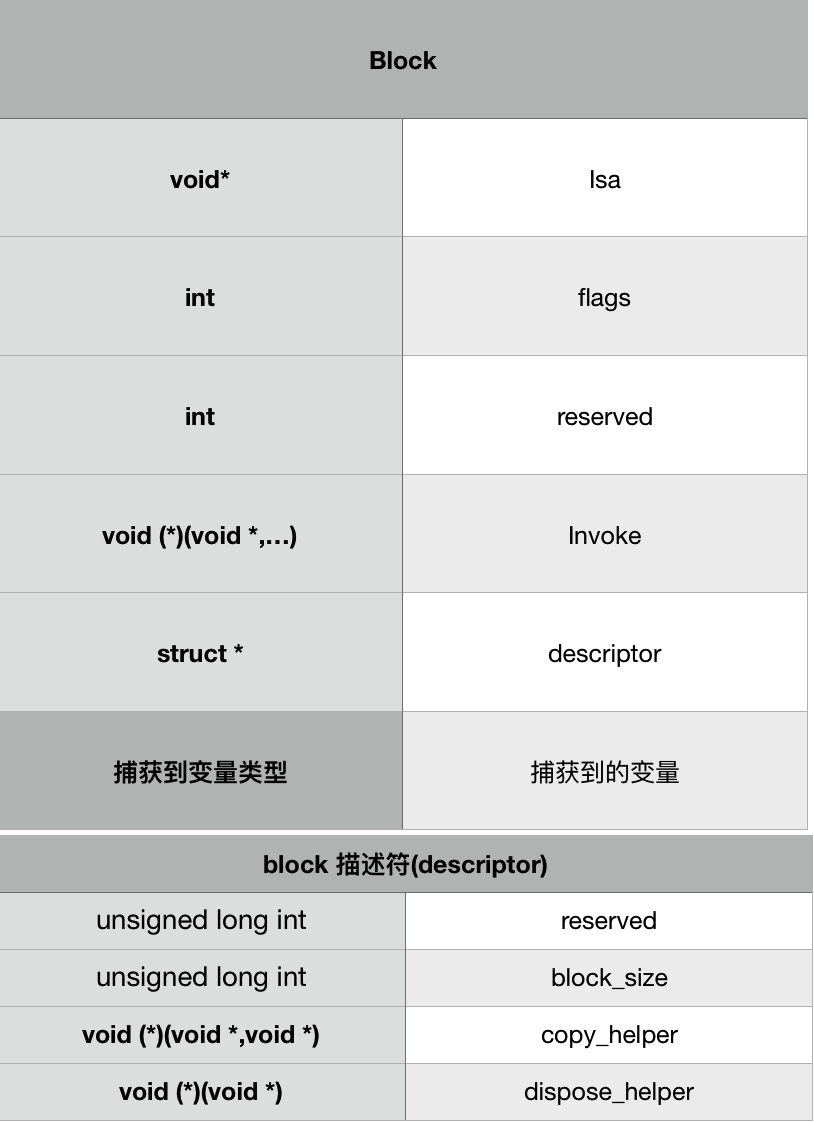 Block
void* Isa
int flags
int reserved
void (*)(void *,…) Invoke
struct * descriptor
捕获到变量类型 捕获到的变量
block 描述符(descriptor)
unsigned long int reserved
unsigned long int block_size
void (*)(void *,void *) copy_helper
void (*)(void *) dispose_helper